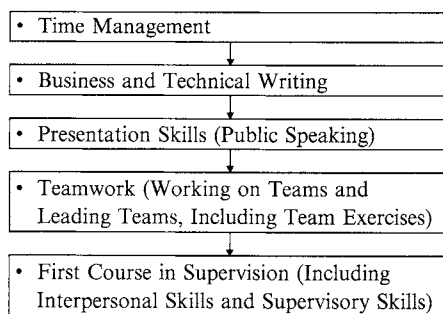 • Time Management
• Business and Technical Writing
• Presentation Skills (Public Speaking)
• Teamwork (Working on Teams and
Leading Teams, Including Team Exercises)
• First Course in Supervision (Including
Interpersonal Skills and Supervisory Skills)